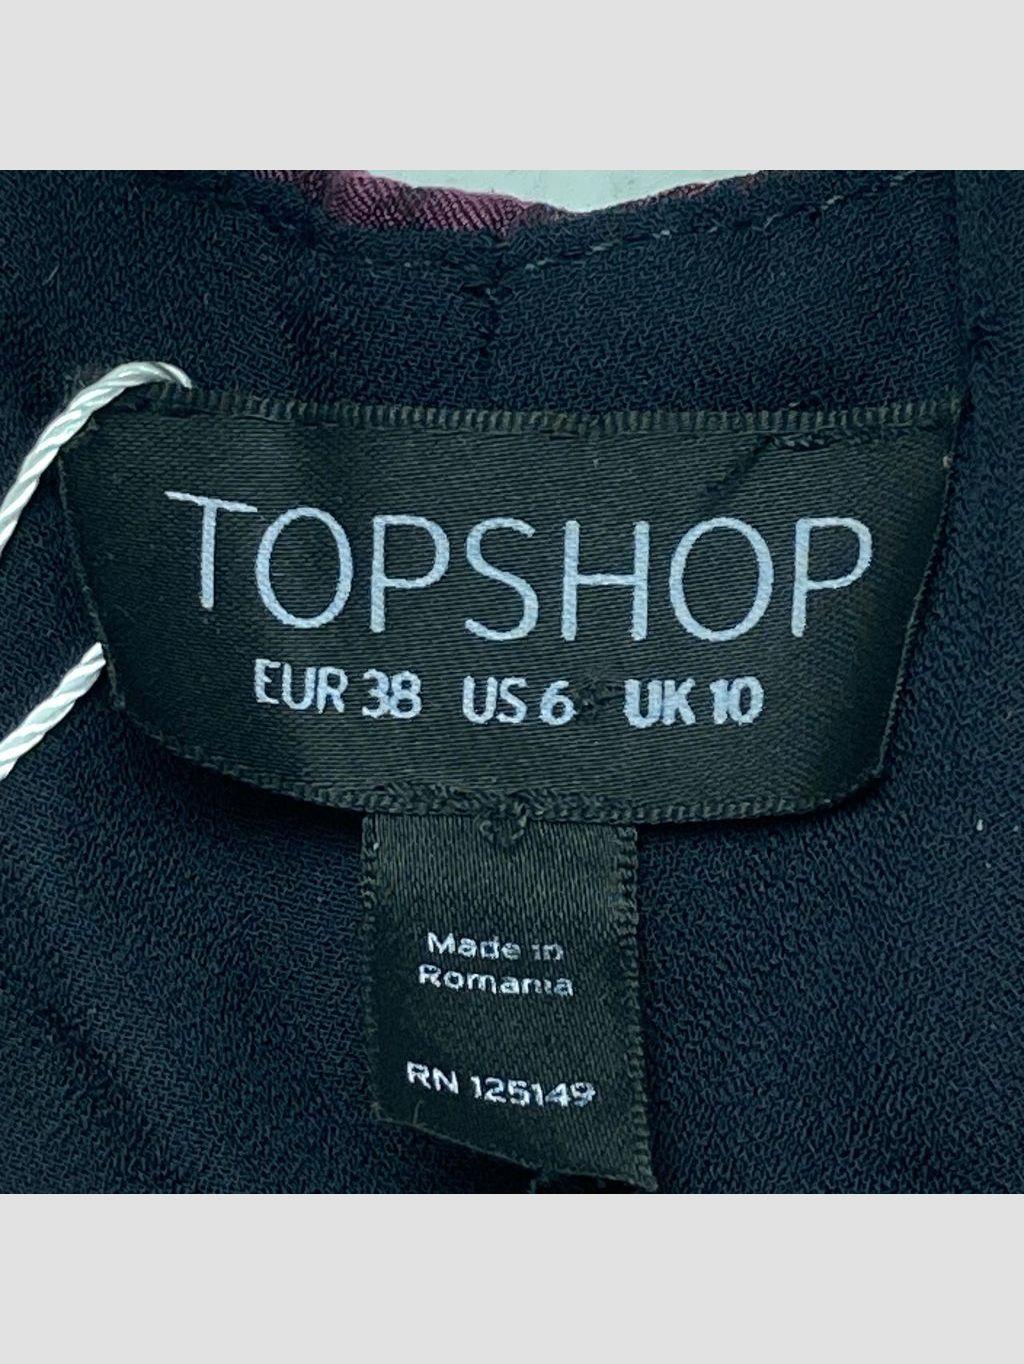 TOPSHOP
EUR 38 US 6 UK 10
Made in
Romania
RN 125149